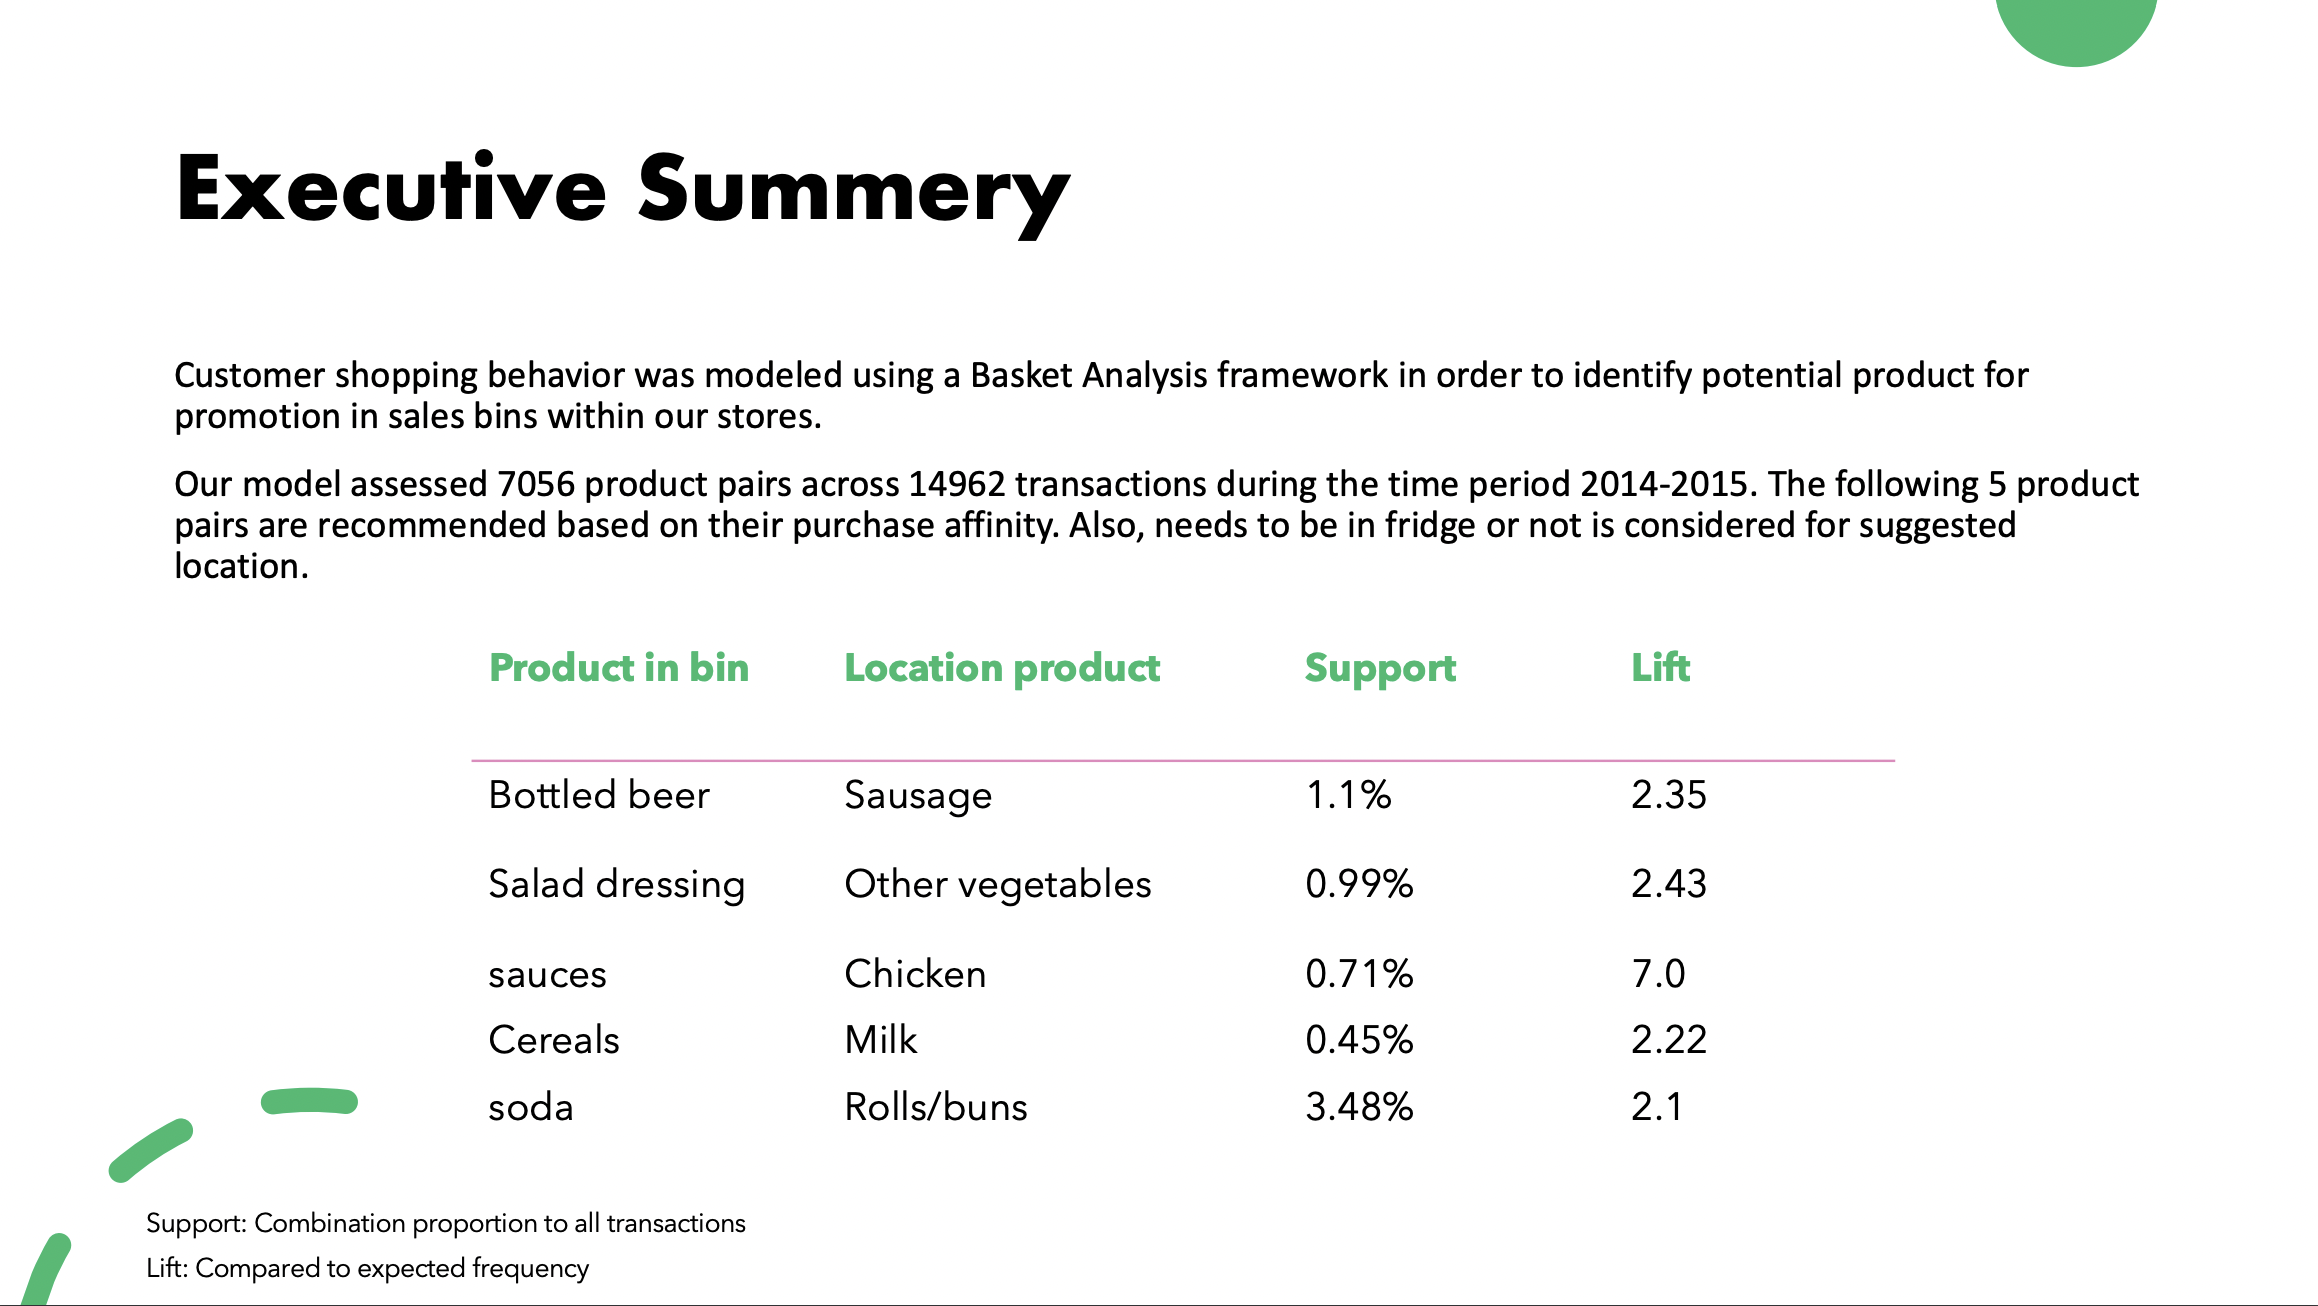 Executive Summery
Customer shopping behavior was modeled using a Basket Analysis framework in order to identify potential product for
promotion in sales bins within our stores.
Our model assessed 7056 product pairs across 14962 transactions during the time period 2014-2015. The following 5 product
pairs are recommended based on their purchase affinity. Also, needs to be in fridge or not is considered for suggested
location.
Product in bin Location product Support Lift
Bottled beer Sausage 1.1% 2.35
Salad dressing Other vegetables 0.99% 2.43
sauces Chicken 0.71% 7.0
Cereals Milk 0.45% 2.22
soda Rolls/buns 3.48% 2.1
Support: Combination proportion to all transactions
Lift: Compared to expected frequency